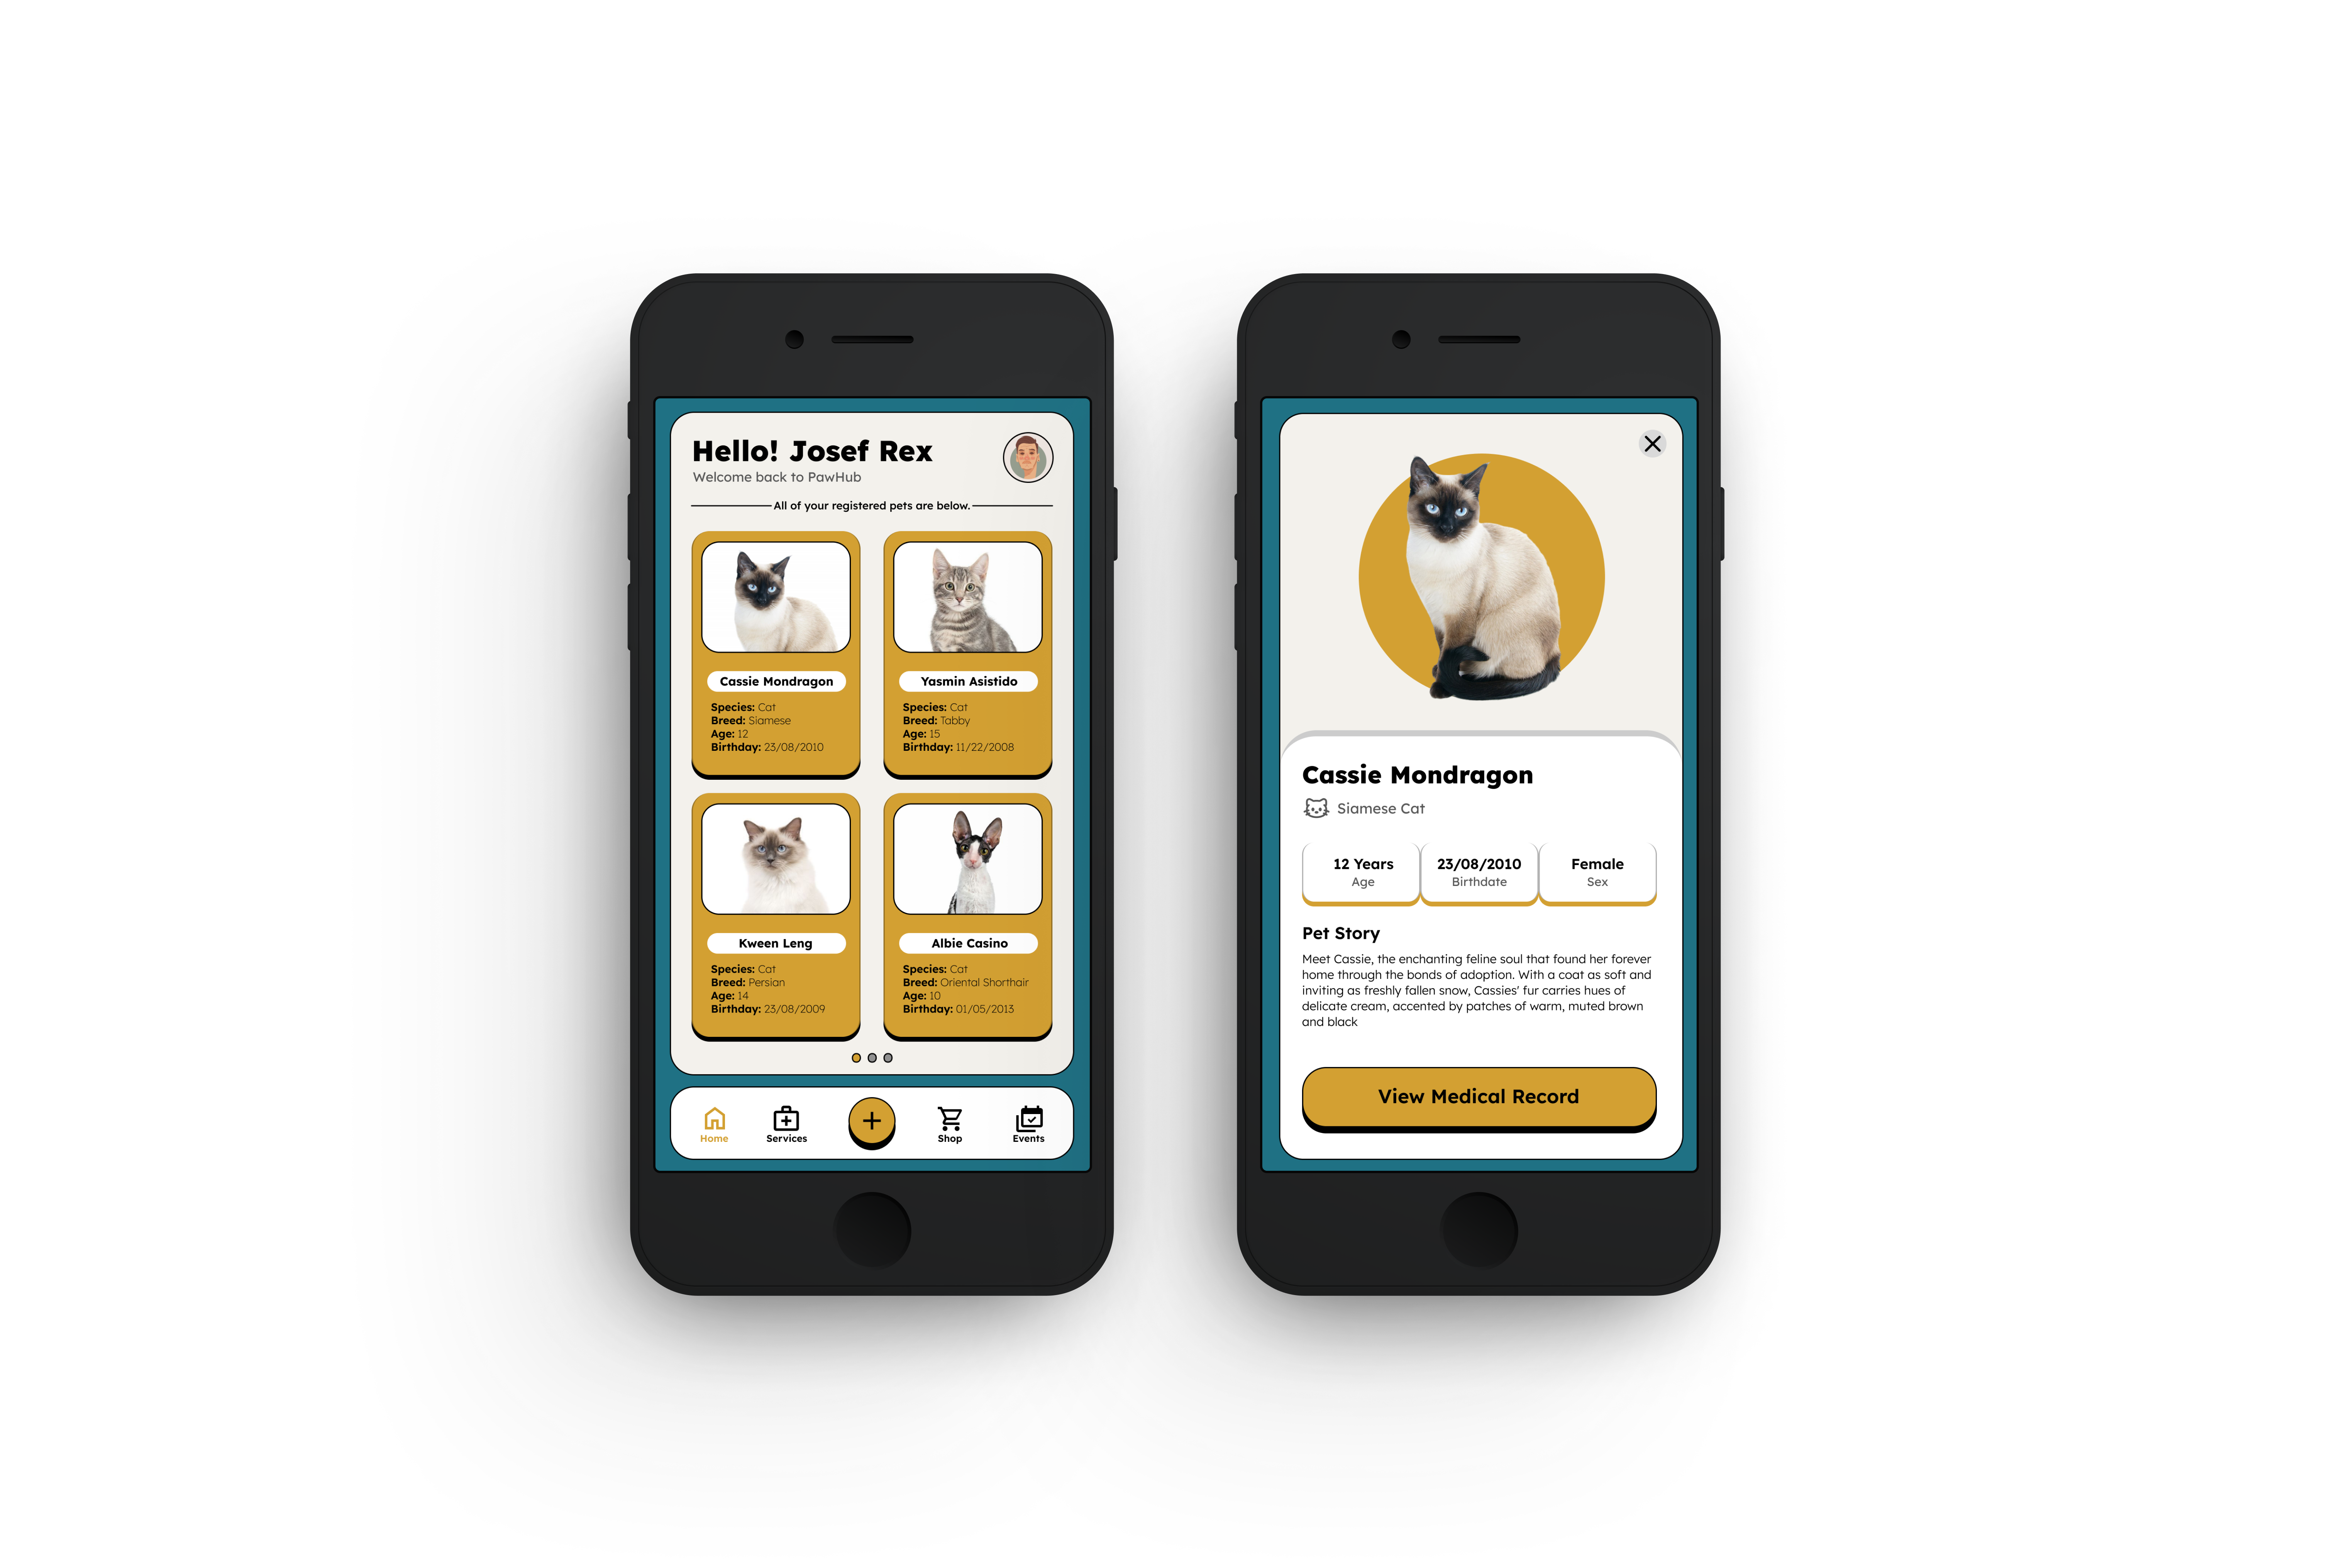 Hello! Josef Rex
Welcome back to PawHub
All of your registered pets are below.
Cassie Mondragon
Species: Cat
Breed: Siamese
Age: 12
Birthday: 23/08/2010
Yasmin Asistido
Species: Cat
Breed: Tabby
Age: 15
Birthday: 11/22/2008
Kween Leng
Species: Cat
Breed: Persian
Age: 14
Birthday: 23/08/2009
Albie Casino
Species: Cat
Breed: Oriental Shorthair
Age: 10
Birthday: 01/05/2013
Home
Services
Shop
Events
Cassie Mondragon
Siamese Cat
12 Years
Age
23/08/2010
Birthdate
Female
Sex
Pet Story
Meet Cassie, the enchanting feline soul that found her forever
home through the bonds of adoption. With a coat as soft and
inviting as freshly fallen snow, Cassies' fur carries hues of
delicate cream, accented by patches of warm, muted brown
and black
View Medical Record